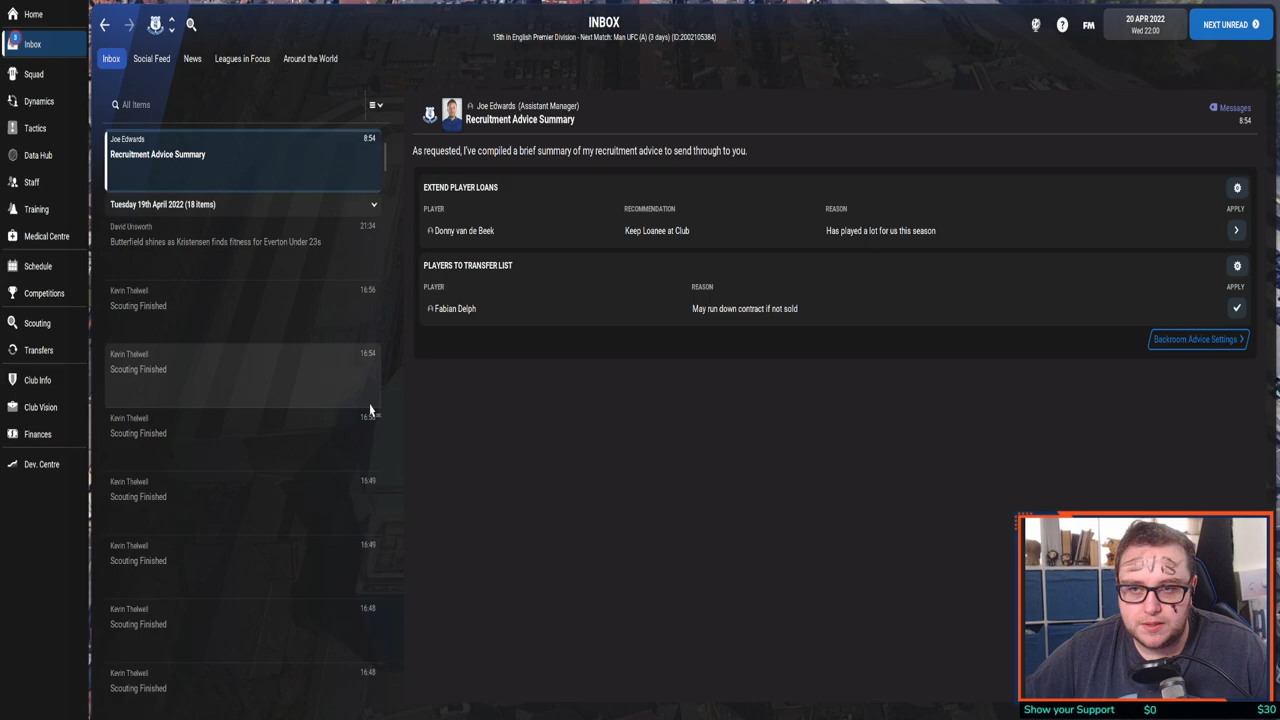 Home
3
Inbox
Squad
Dynamics
Tactics
Data Hub
Staff
Training
Medical Centre
Schedule
Competitions
Scouting
Transfers
Club Info
Club Vision
Finances
Dev. Centre
INBOX
15th in English Premier Division - Next Match: Man UFC (A) (3 days) (ID:2002105384)
FM
20 APR 2022
Wed 22:00
NEXT UNREAD
Inbox
Social Feed
News
Leagues in Focus
Around the World
All Items
Joe Edwards
8:54
Recruitment Advice Summary
Tuesday 19th April 2022 (18 items)
David Unsworth
21:34
Butterfield shines as Kristensen finds fitness for Everton Under 23s
Kevin Thelwell
16:56
Scouting Finished
Kevin Thelwell
16:54
Scouting Finished
Kevin Thelwell
Scouting Finished
Kevin Thelwell
16:49
Scouting Finished
Kevin Thelwell
16:49
Scouting Finished
Kevin Thelwell
16:48
Scouting Finished
Kevin Thelwell
16:48
Scouting Finished
Joe Edwards (Assistant Manager)
Recruitment Advice Summary
Messages
8:54
As requested, I've compiled a brief summary of my recruitment advice to send through to you.
EXTEND PLAYER LOANS
PLAYER RECOMMENDATION REASON APPLY
Donny van de Beek Keep Loanee at Club Has played a lot for us this season
PLAYERS TO TRANSFER LIST
PLAYER REASON APPLY
Fabian Delph May run down contract if not sold
Backroom Advice Settings
Show your Support $0 $30